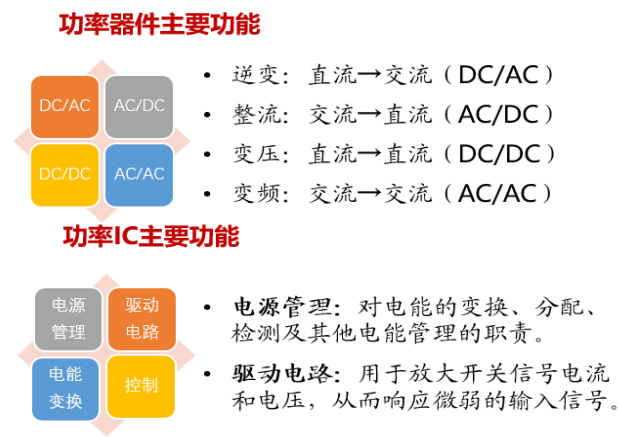 功率器件主要功能
DC/AC
AC/DC
DC/DC
AC/AC
• 逆变：直流→交流（DC/AC）
• 整流：交流→直流（AC/DC）
• 变压：直流→直流（DC/DC）
• 变频：交流→交流（AC/AC）
功率IC主要功能
电源
管理
驱动
电路
电能
变换
控制
• 电源管理：对电能的变换、分配、
检测及其他电能管理的职责。
• 驱动电路：用于放大开关信号电流
和电压，从而响应微弱的输入信号。